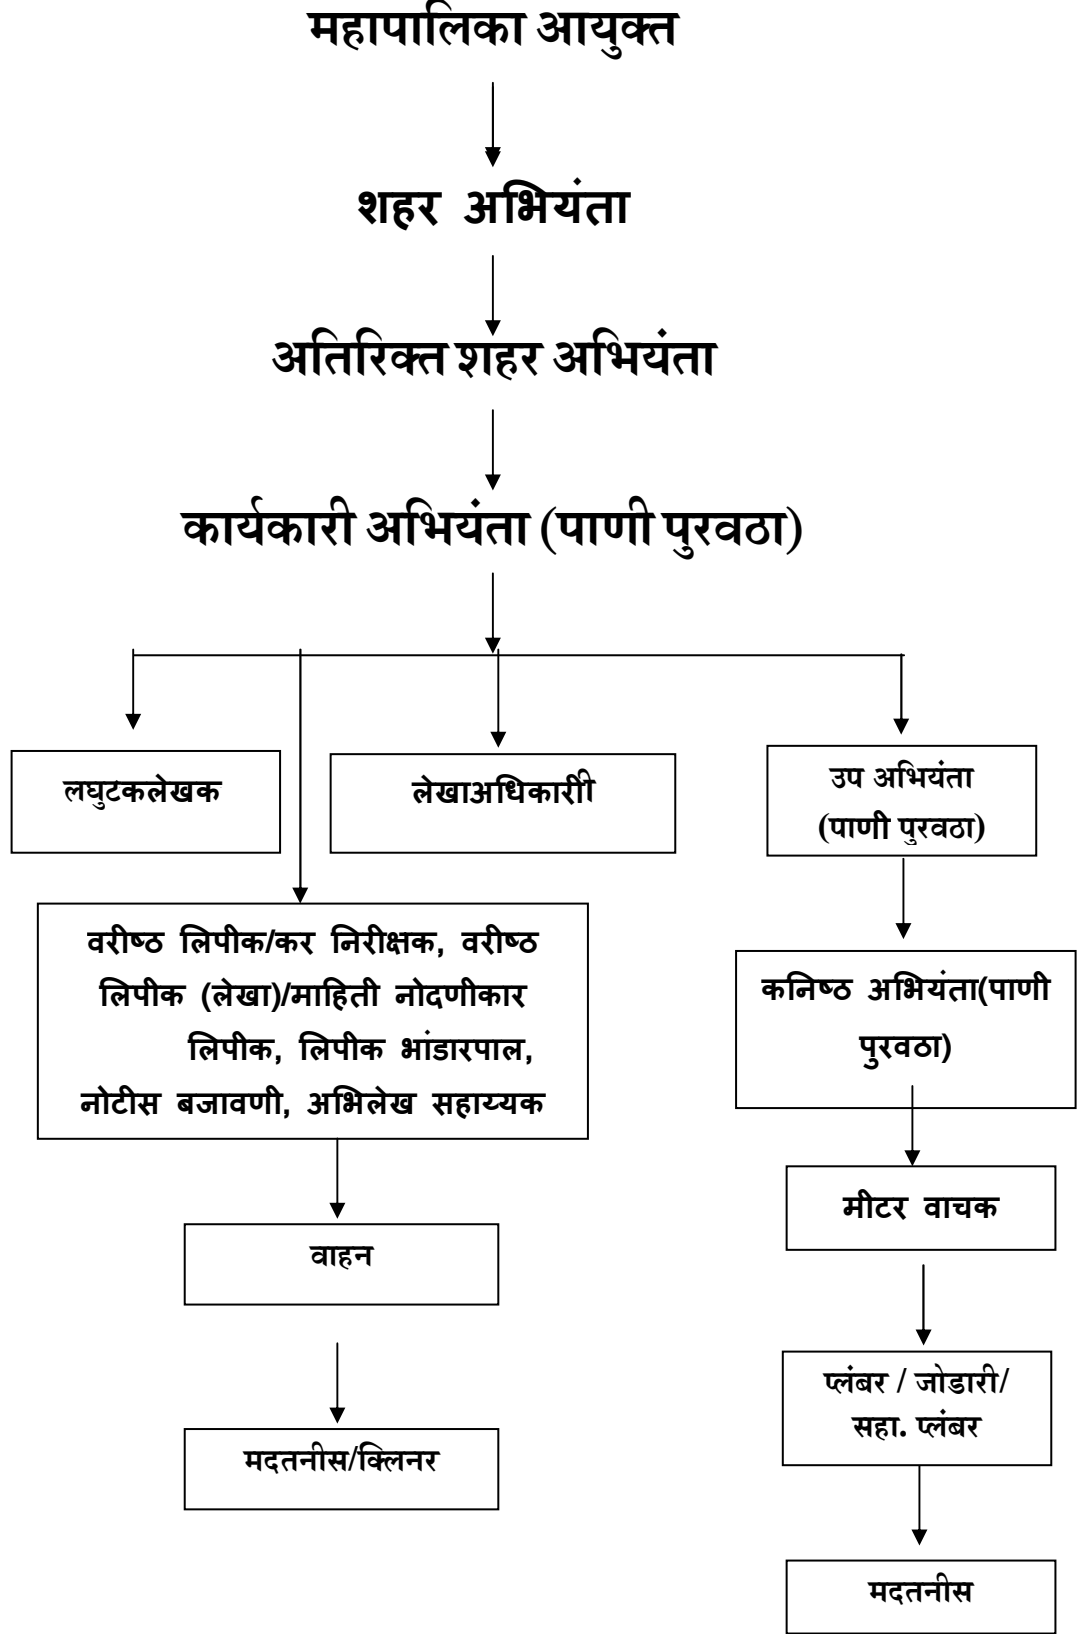 महापालिका आयुक्त
शहर अभियंता
अतिरिक्त शहर अभियंता
कार्यकारी अभियंता (पाणी पुरवठा)
लघुटकलेखक
लेखाअधिकारीी
उप अभियंता
(पाणी पुरवठा)
वरीष्ठ लिपीक/कर निरीक्षक, वरीष्ठ
लिपीक (लेखा)/माहिती नोदणीकार
लिपीक, लिपीक भांडारपाल,
नोटीस बजावणी, अभिलेख सहाय्यक
कनिष्ठ अभियंता(पाणी
पुरवठा)
मीटर वाचक
वाहन
प्लंबर / जोडारी/
सहा. प्लंबर
मदतनीस/क्लिनर
मदतनीस